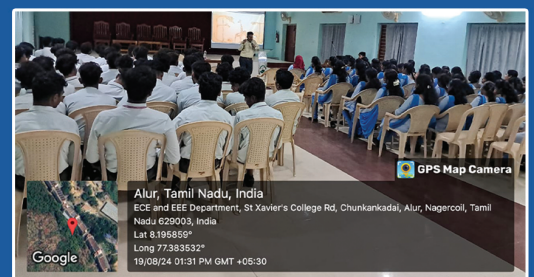 GPS Map Camera
Alur, Tamil Nadu, India
ECE and EEE Department, St Xavier's College Rd, Chunkankadai, Alur, Nagercoil, Tamil
Nadu 629003, India
Lat 8.195859°
Long 77.383532°
19/08/24 01:31 PM GMT +05:30
Google